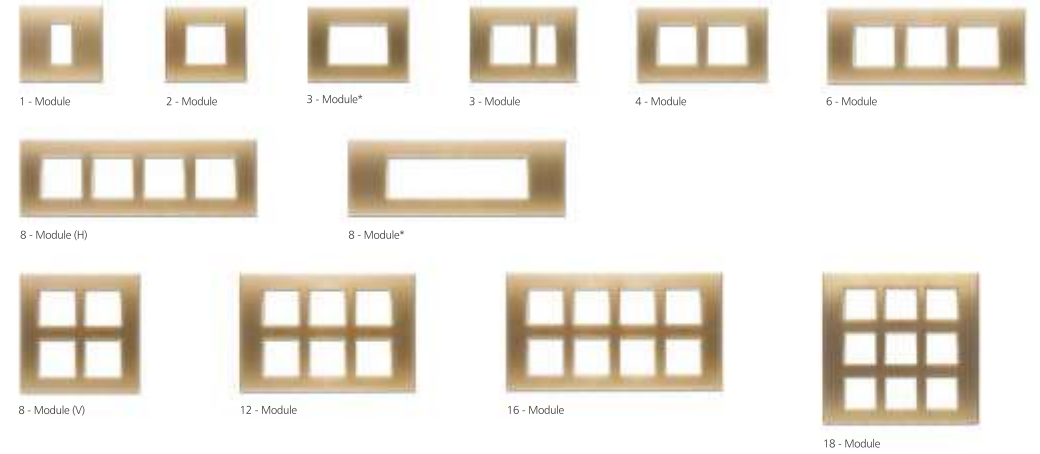 1 - Module
2 - Module
3 - Module*
3 - Module
4 - Module
6 - Module
8 - Module (H)
8 - Module*
8 - Module (V)
12 - Module
16 - Module
18 - Module